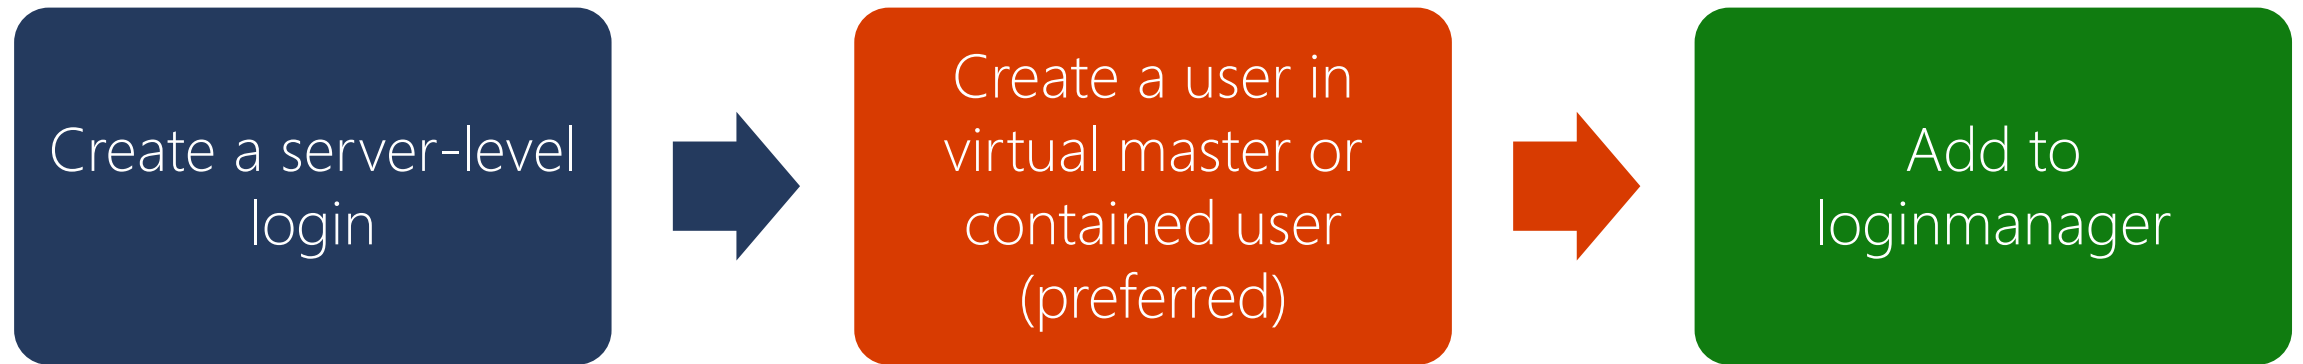 Create a server-level
login
Create a user in
virtual master or
contained user
(preferred)
Add to
loginmanager